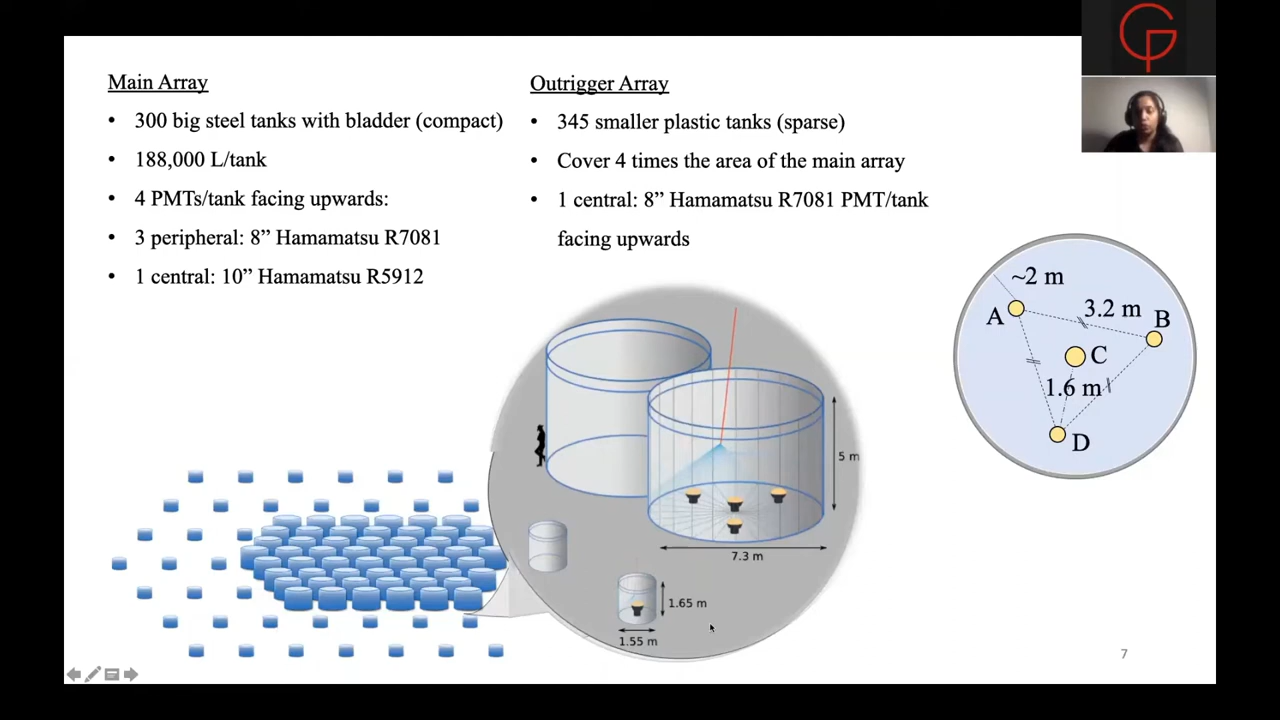 Main Array
• 300 big steel tanks with bladder (compact)
• 188,000 L/tank
• 4 PMTs/tank facing upwards:
• 3 peripheral: 8” Hamamatsu R7081
• 1 central: 10” Hamamatsu R5912
Outrigger Array
• 345 smaller plastic tanks (sparse)
• Cover 4 times the area of the main array
• 1 central: 8” Hamamatsu R7081 PMT/tank
facing upwards
~2 m
A
3.2 m
B
C
1.6 m
D
5 m
7.3 m
1.65 m
1.55 m
7